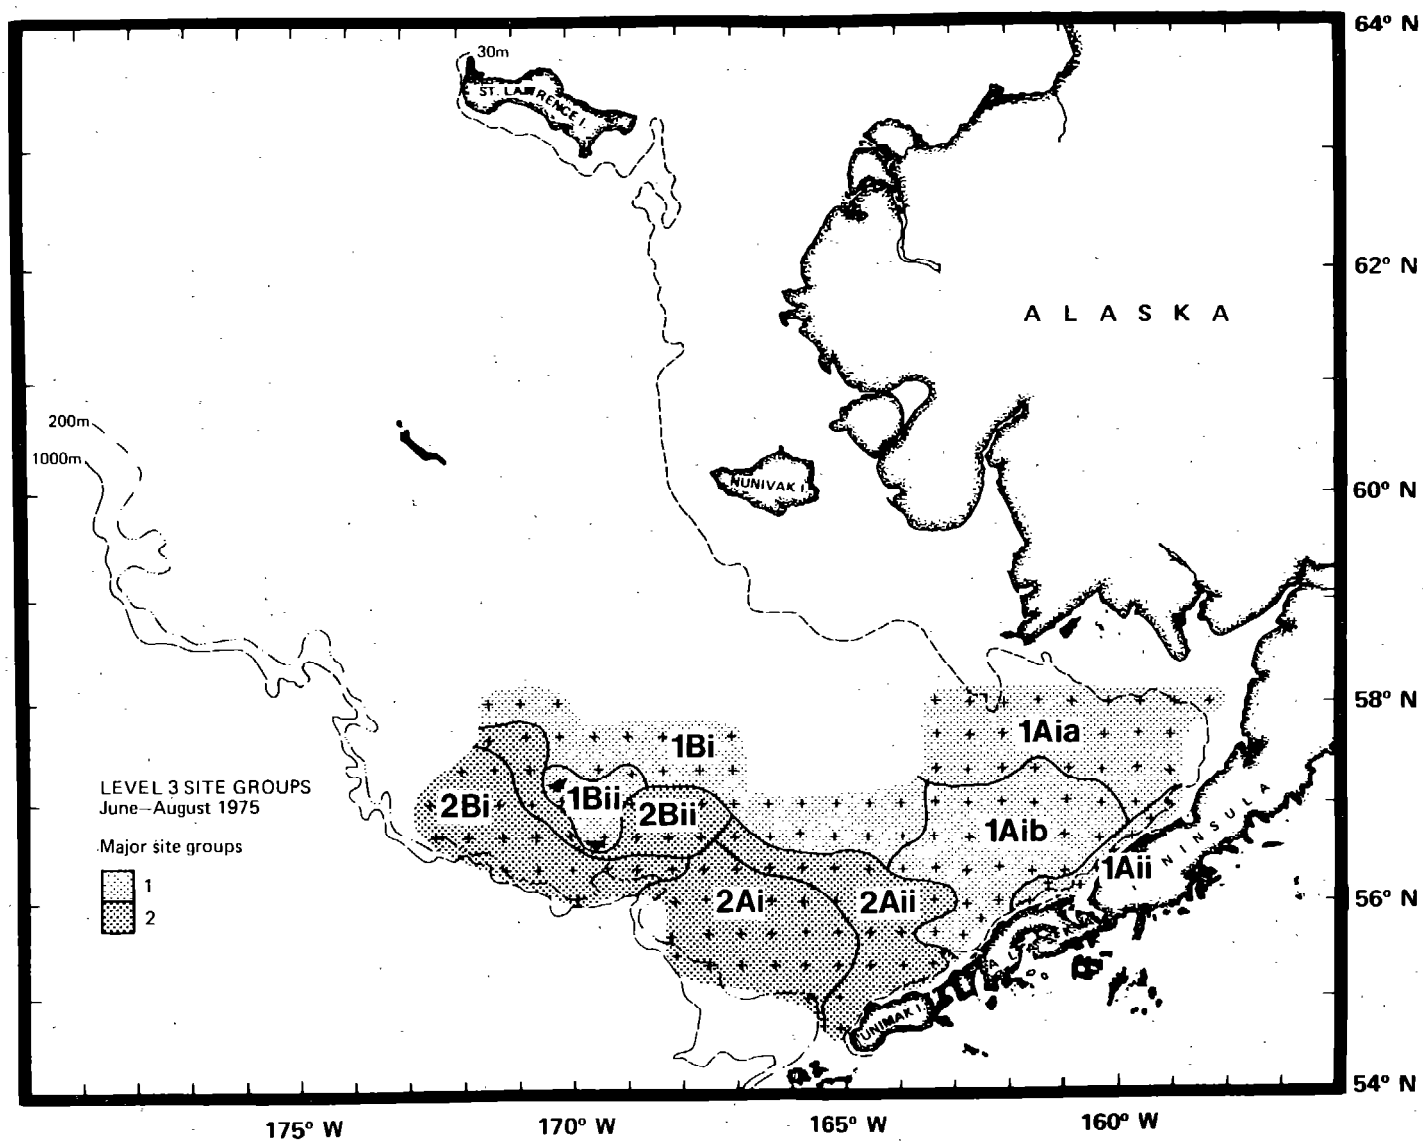 64° N
30m
ST. LAWRENCE I.
62° N
ALASKA
200m
1000m
NUNIVAK I.
60° N
58° N
1Aia
1Bi
LEVEL 3 SITE GROUPS
June–August 1975
2Bi
1Bii
2Bii
1Aib
Major site groups
1
2
1Aii
NINSULA
2Ai
2Aii
56° N
UNIMAK I.
54° N
175° W
170° W
165° W
160° W